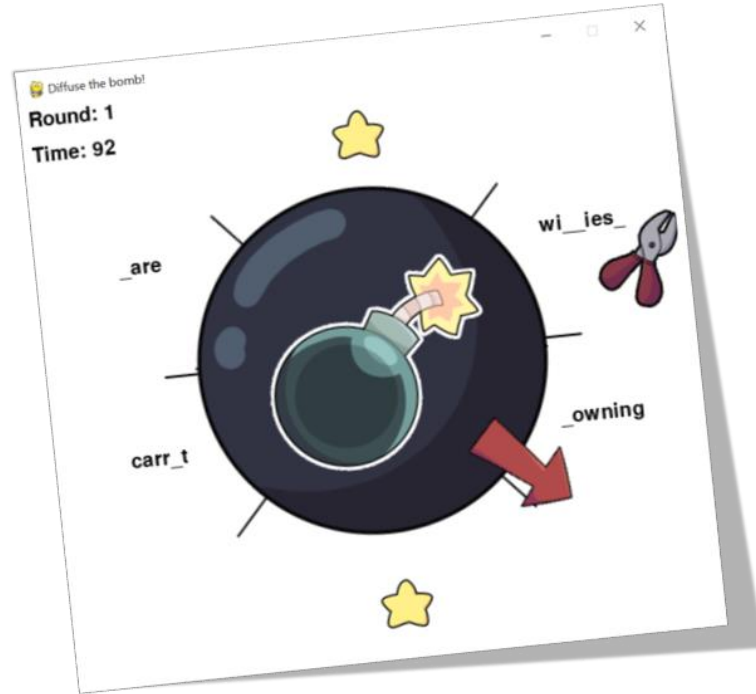 Diffuse the bomb!
Round: 1
Time: 92
wi__ies_
_are
_owning
carr_t